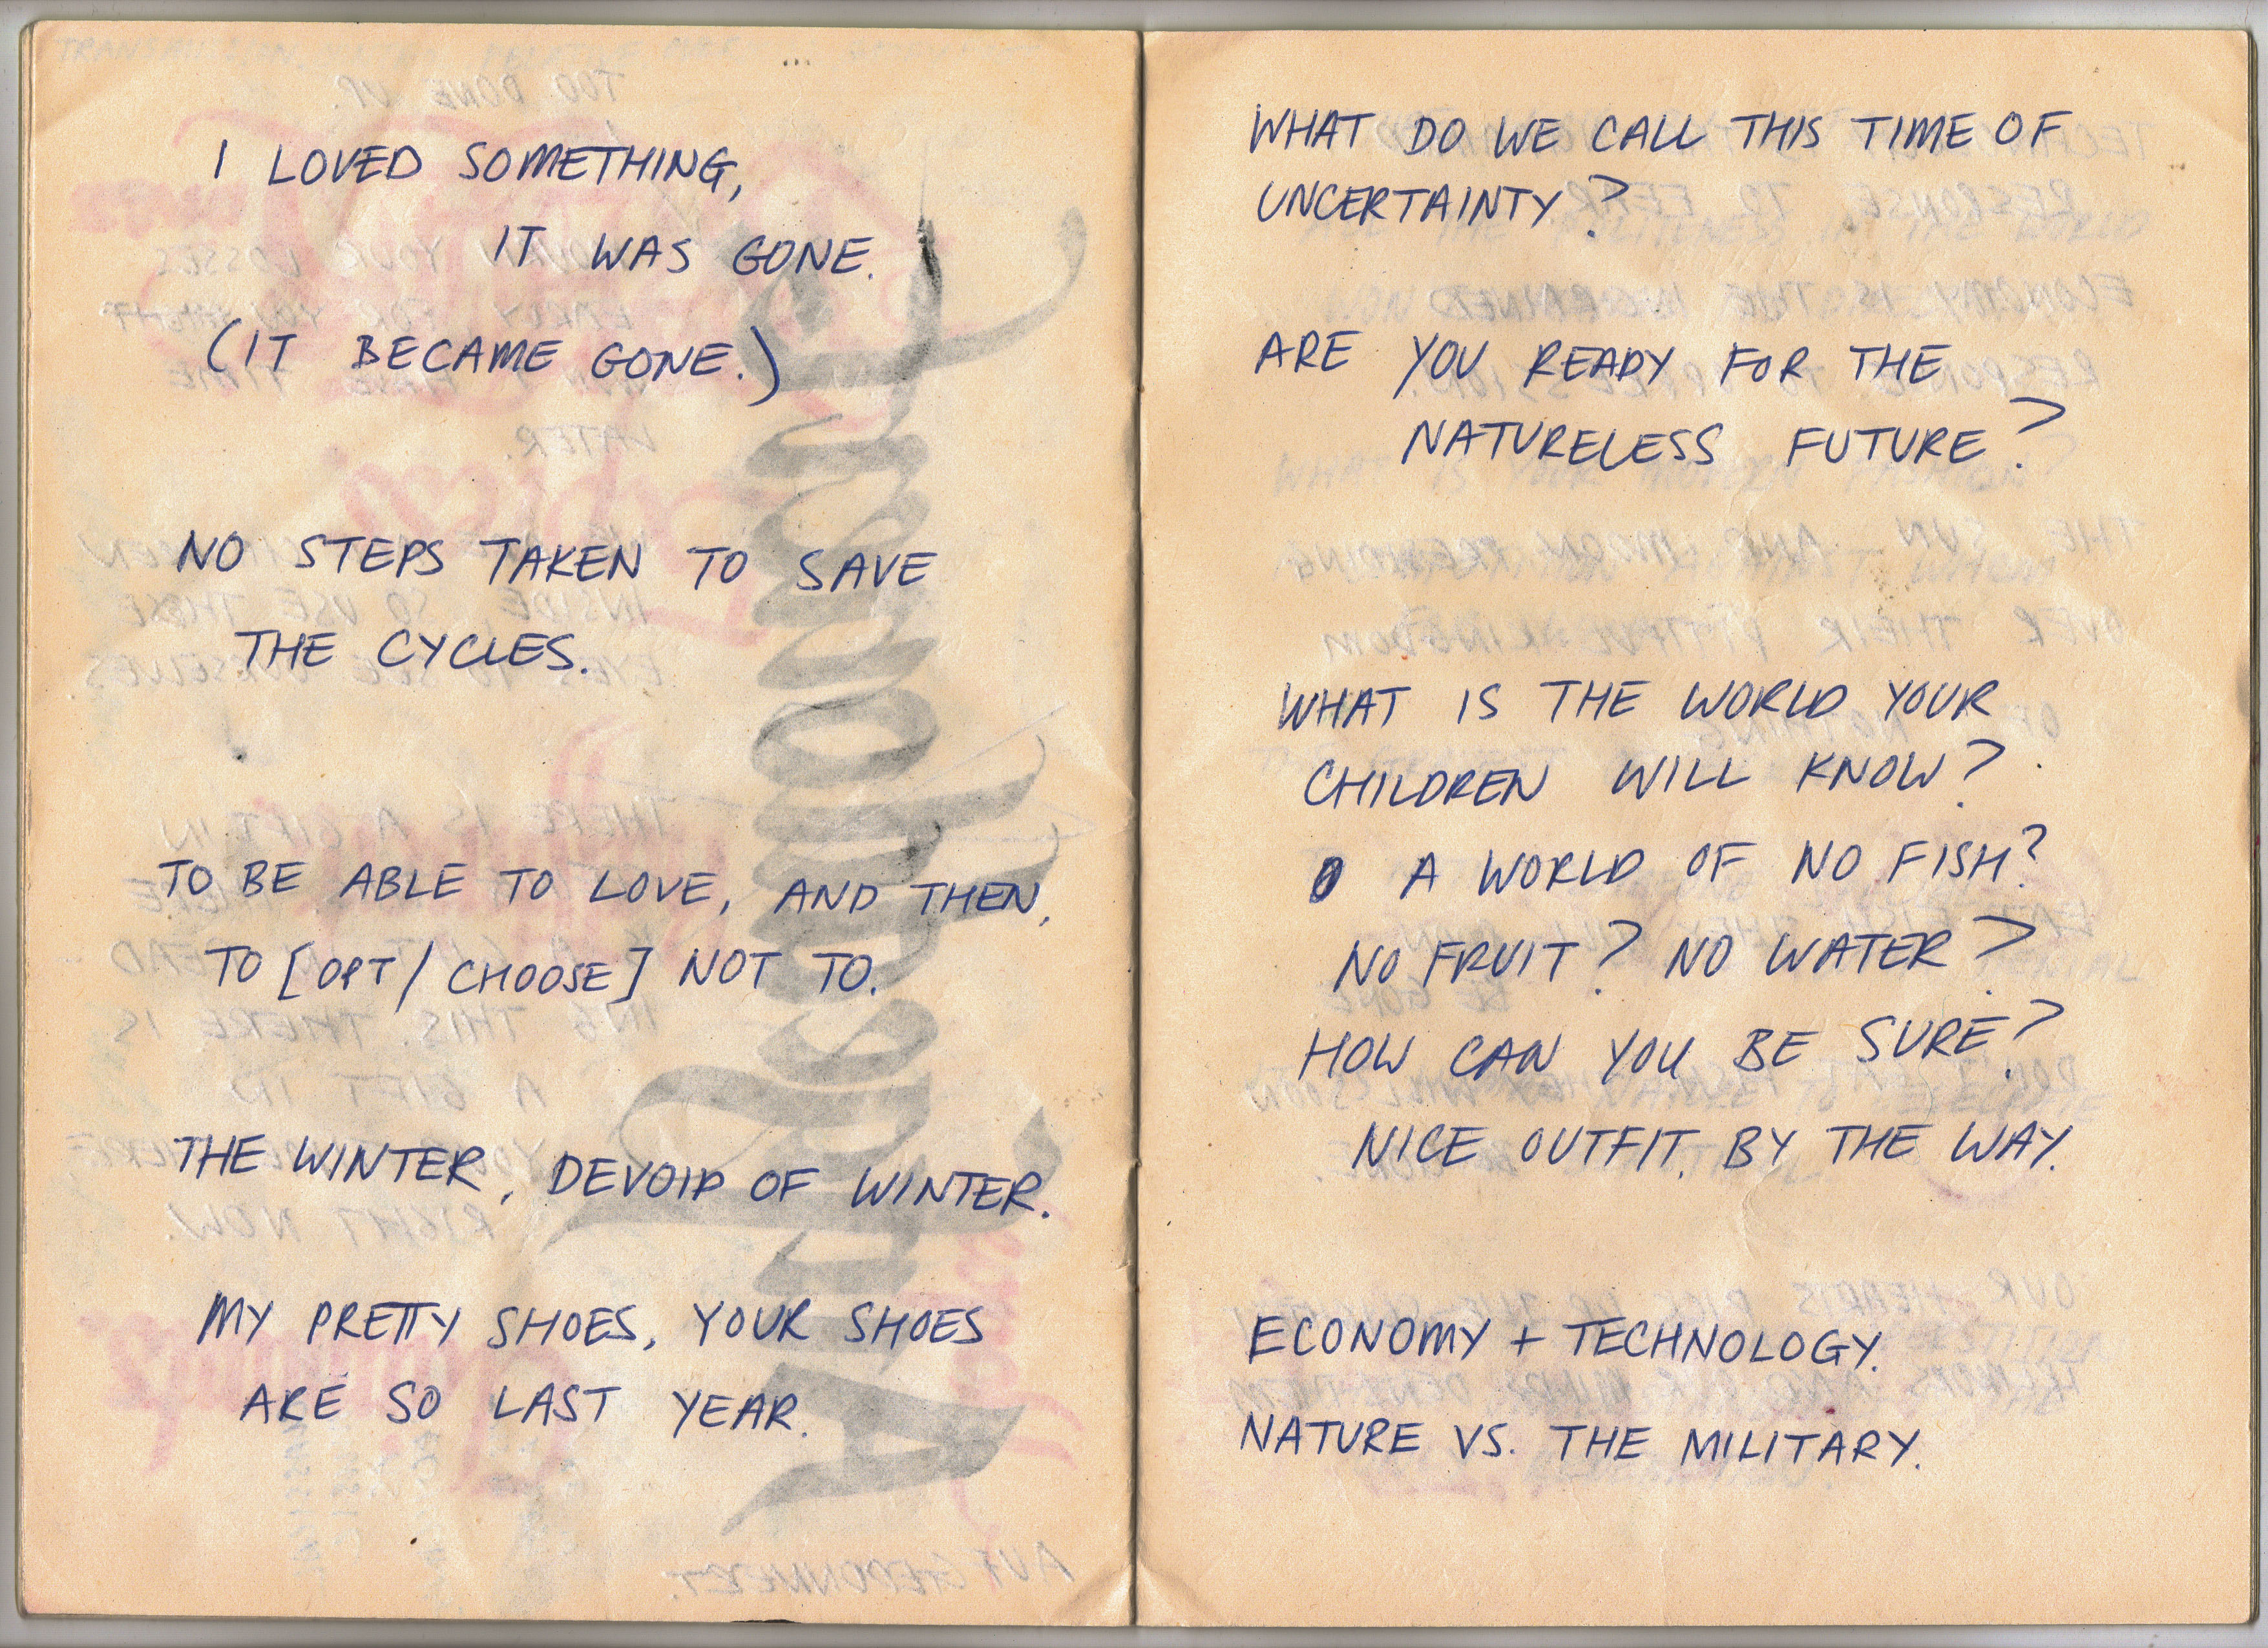 I LOVED SOMETHING,
IT WAS GONE.
(IT BECAME GONE.)
NO STEPS TAKEN TO SAVE
THE CYCLES.
TO BE ABLE TO LOVE, AND THEN,
TO [OPT/CHOOSE] NOT TO.
THE WINTER, DEVOID OF WINTER.
MY PRETTY SHOES, YOUR SHOES
ARE SO LAST YEAR.
WHAT DO WE CALL THIS TIME OF
UNCERTAINTY?
ARE YOU READY FOR THE
NATURELESS FUTURE?
WHAT IS THE WORLD YOUR
CHILDREN WILL KNOW?
A WORLD OF NO FISH?
NO FRUIT? NO WATER?
HOW CAN YOU BE SURE?
NICE OUTFIT, BY THE WAY.
ECONOMY + TECHNOLOGY.
NATURE VS. THE MILITARY.